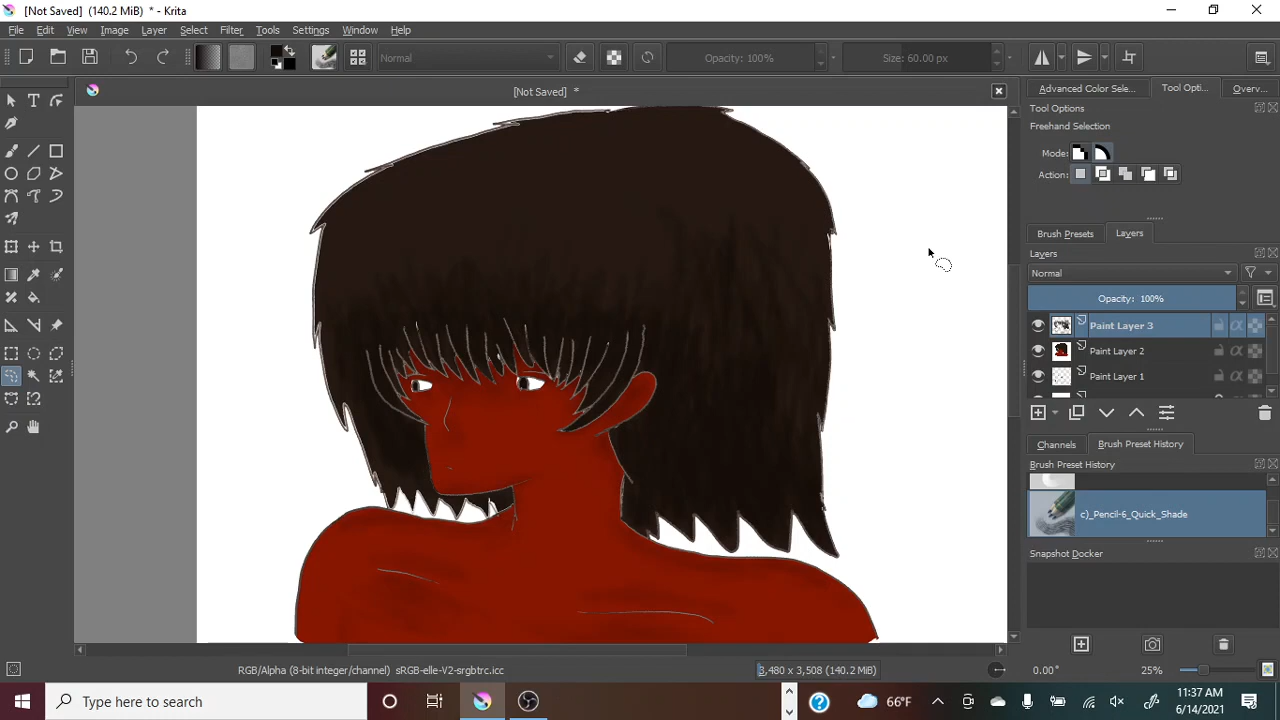 [Not Saved] (140.2 MiB) * - Krita
File Edit View Image Layer Select Filter Tools Settings Window Help
Normal Opacity: 100% Size: 60.00 px
[Not Saved] *
Advanced Color Sele... Tool Opti... Overv...
Tool Options
Freehand Selection
Mode:
Action:
Brush Presets Layers
Layers
Normal
Opacity: 100%
Paint Layer 3
Paint Layer 2
Paint Layer 1
Channels Brush Preset History
Brush Preset History
c)_Pencil-6_Quick_Shade
Snapshot Docker
RGB/Alpha (8-bit integer/channel) sRGB-elle-V2-srgbtrc.icc 3,480 x 3,508 (140.2 MiB) 0.00° 25%
Type here to search 66°F 11:37 AM
6/14/2021